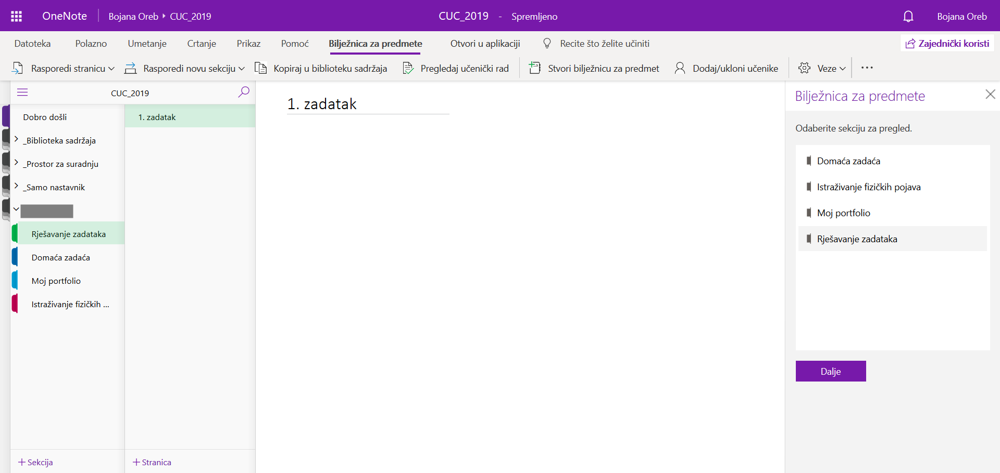 OneNote Bojana Oreb CUC_2019 CUC_2019 - Spremljeno Bojana Oreb
Datoteka Polazno Umetanje Crtanje Prikaz Pomoć Bilježnica za predmete Otvori u aplikaciji Recite što želite učiniti Zajednički koristi
Rasporedi stranicu Rasporedi novu sekciju Kopiraj u biblioteku sadržaja Pregledaj učenički rad Stvori bilježnicu za predmet Dodaj/ukloni učenike Veze ...
CUC_2019
Dobro došli
_Biblioteka sadržaja
_Prostor za suradnju
_Samo nastavnik
Rješavanje zadataka
Domaća zadaća
Moj portfolio
Istraživanje fizičkih ...
+ Sekcija
1. zadatak
+ Stranica
1. zadatak
Bilježnica za predmete
Odaberite sekciju za pregled.
Domaća zadaća
Istraživanje fizičkih pojava
Moj portfolio
Rješavanje zadataka
Dalje